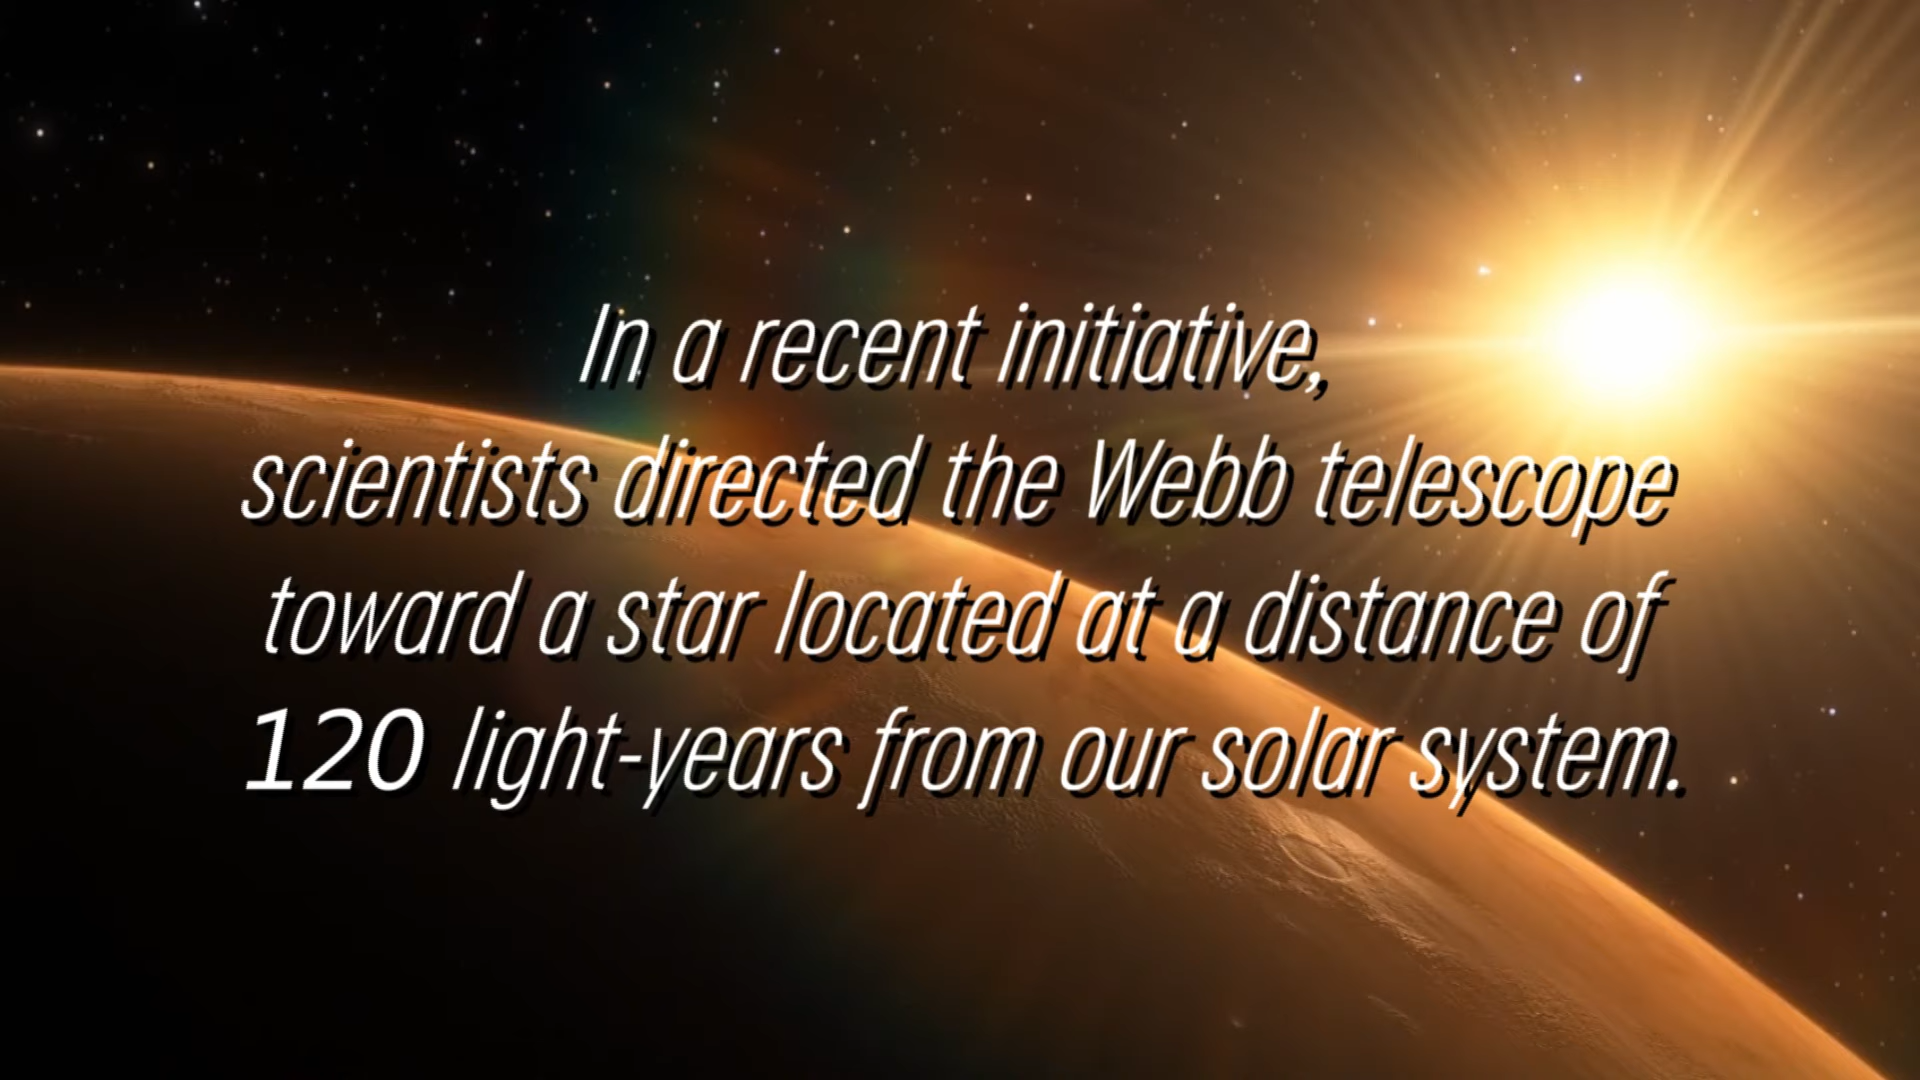 In a recent initiative,
scientists directed the Webb telescope
toward a star located at a distance of
120 light-years from our solar system.